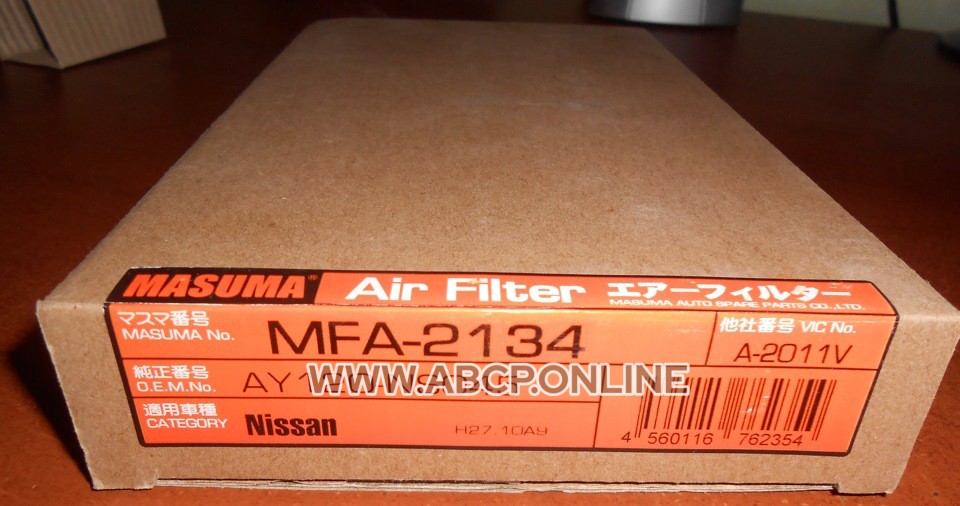 MASUMA® Air Filter エアーフィルター
MASUMA AUTO SPARE PARTS CO.,LTD.
マスマ番号
MASUMA No. MFA-2134
他社番号 VIC No.
A-2011V
純正番号
O.E.M.No.
WWW.ABCP.ONLINE
適用車種
CATEGORY Nissan H27.10A9
4 560116 762354